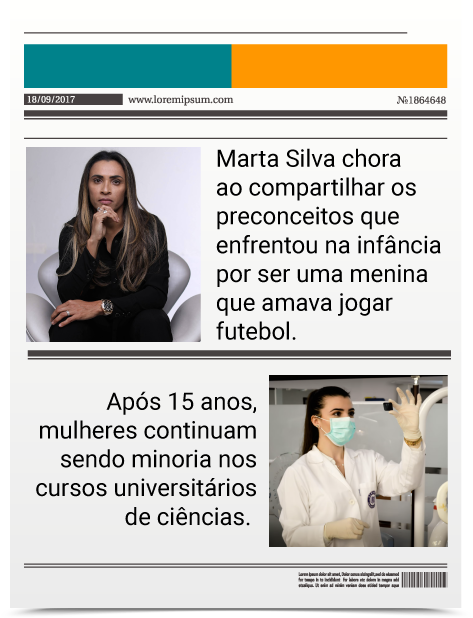 18/09/2017
www.loremipsum.com
№1864648
Marta Silva chora
ao compartilhar os
preconceitos que
enfrentou na infância
por ser uma menina
que amava jogar
futebol.
Após 15 anos,
mulheres continuam
sendo minoria nos
cursos universitários
de ciências.
Lorem ipsum dolor sit amet,